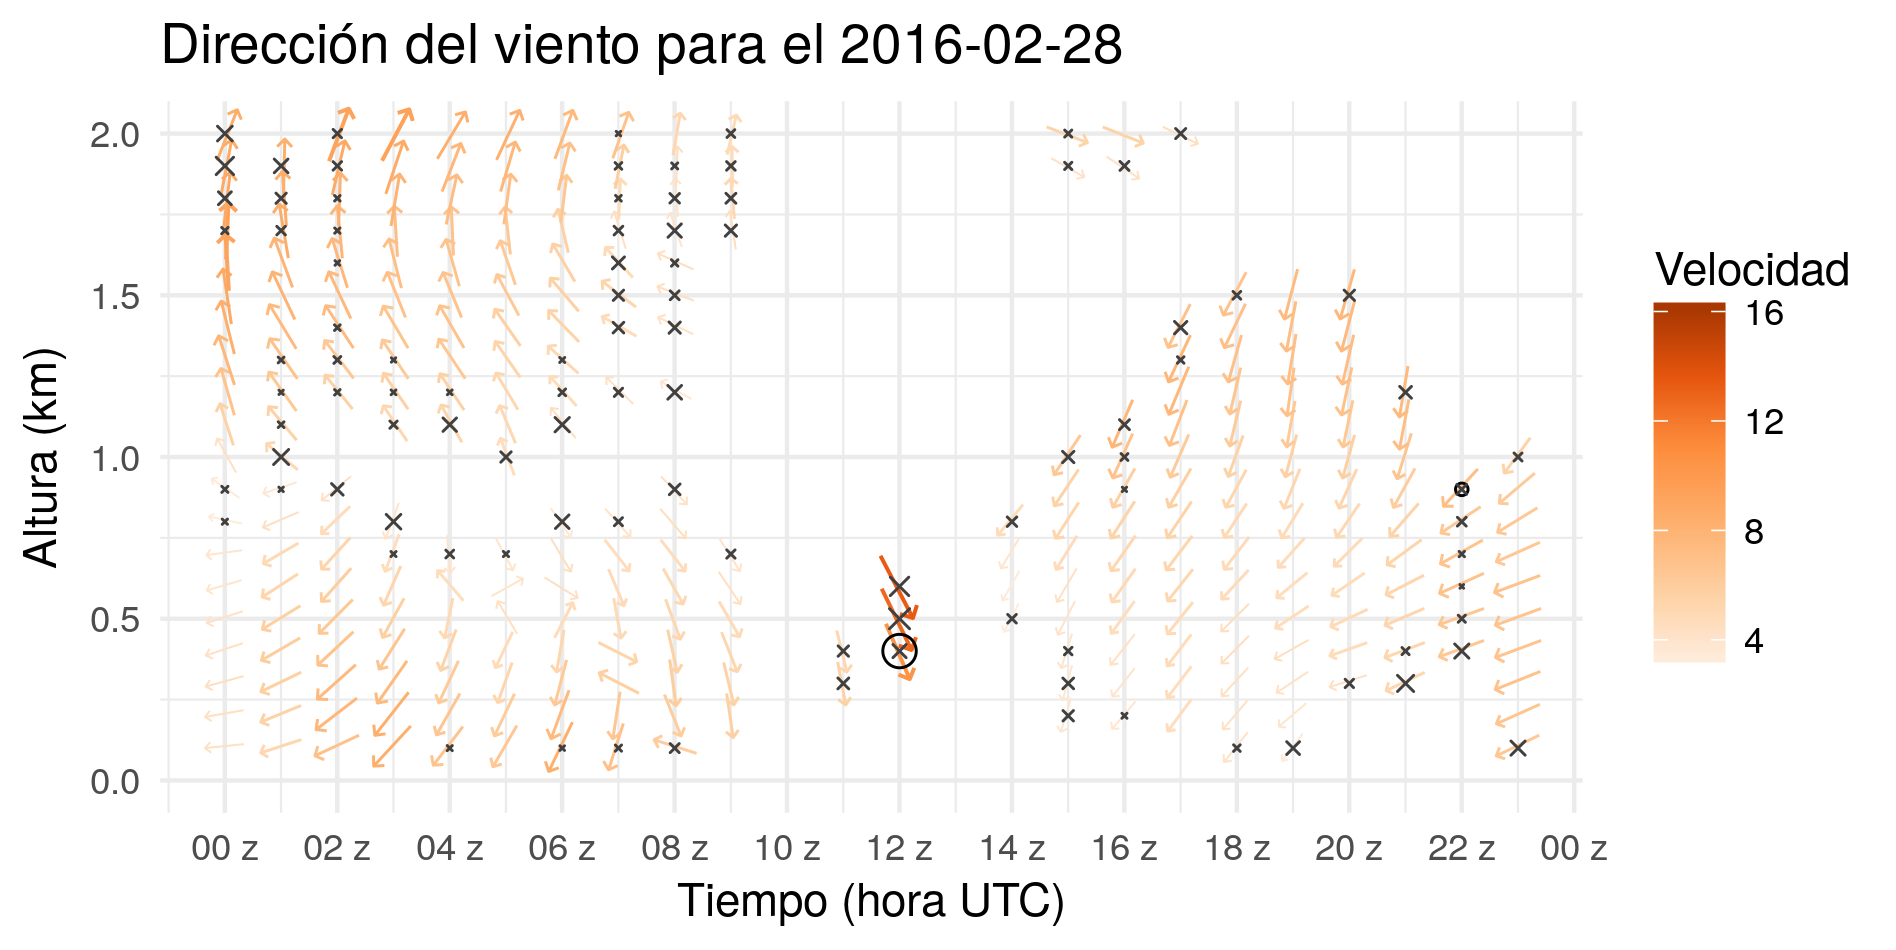 Dirección del viento para el 2016-02-28
2.0
1.5
1.0
0.5
0.0
Altura (km)
00 z 02 z 04 z 06 z 08 z 10 z 12 z 14 z 16 z 18 z 20 z 22 z 00 z
Tiempo (hora UTC)
Velocidad
16
12
8
4